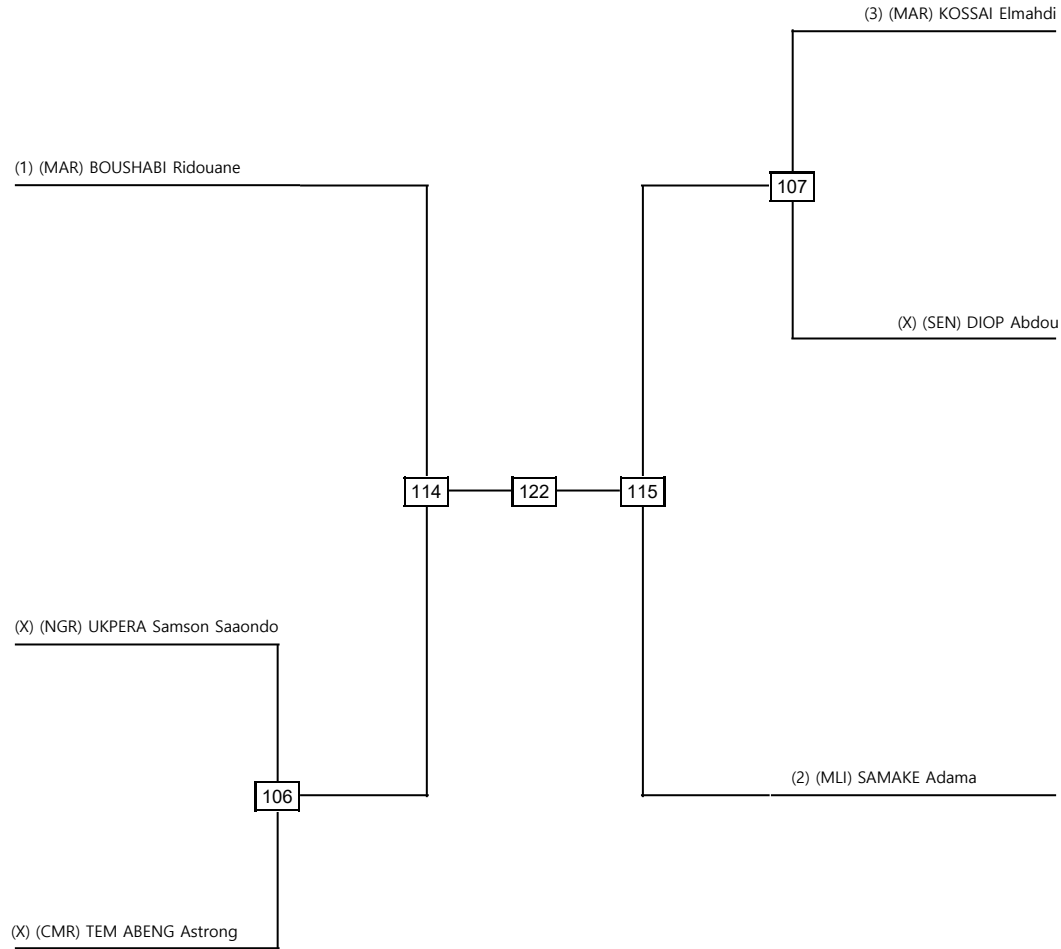 (3) (MAR) KOSSAI Elmahdi
(1) (MAR) BOUSHABI Ridouane
107
(X) (SEN) DIOP Abdou
114
122
115
(X) (NGR) UKPERA Samson Saaondo
106
(2) (MLI) SAMAKE Adama
(X) (CMR) TEM ABENG Astrong